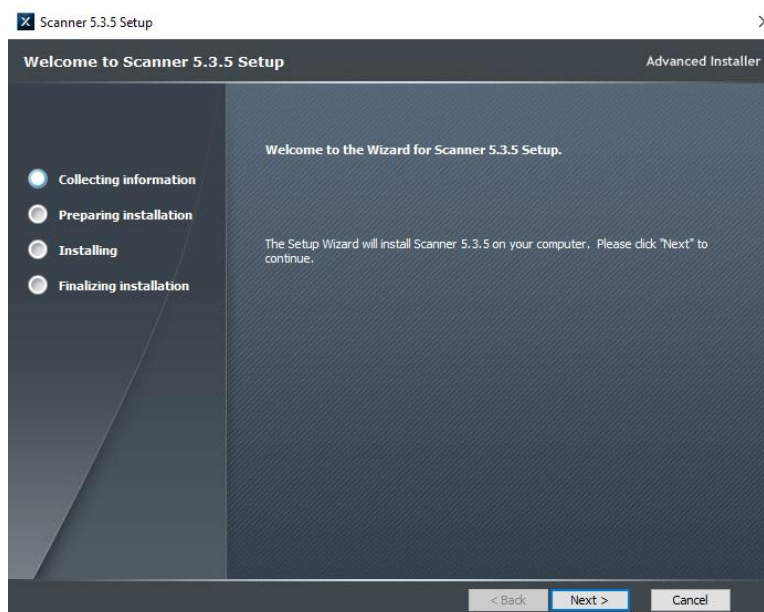 Scanner 5.3.5 Setup
Welcome to Scanner 5.3.5 Setup
Advanced Installer
Welcome to the Wizard for Scanner 5.3.5 Setup.
Collecting information
Preparing installation
The Setup Wizard will install Scanner 5.3.5 on your computer. Please click "Next" to
continue.
Installing
Finalizing installation
< Back
Next >
Cancel